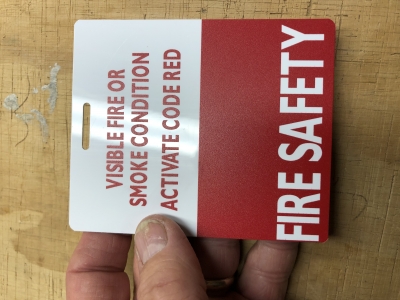 VISIBLE FIRE OR
SMOKE CONDITION
ACTIVATE CODE RED
FIRE SAFETY